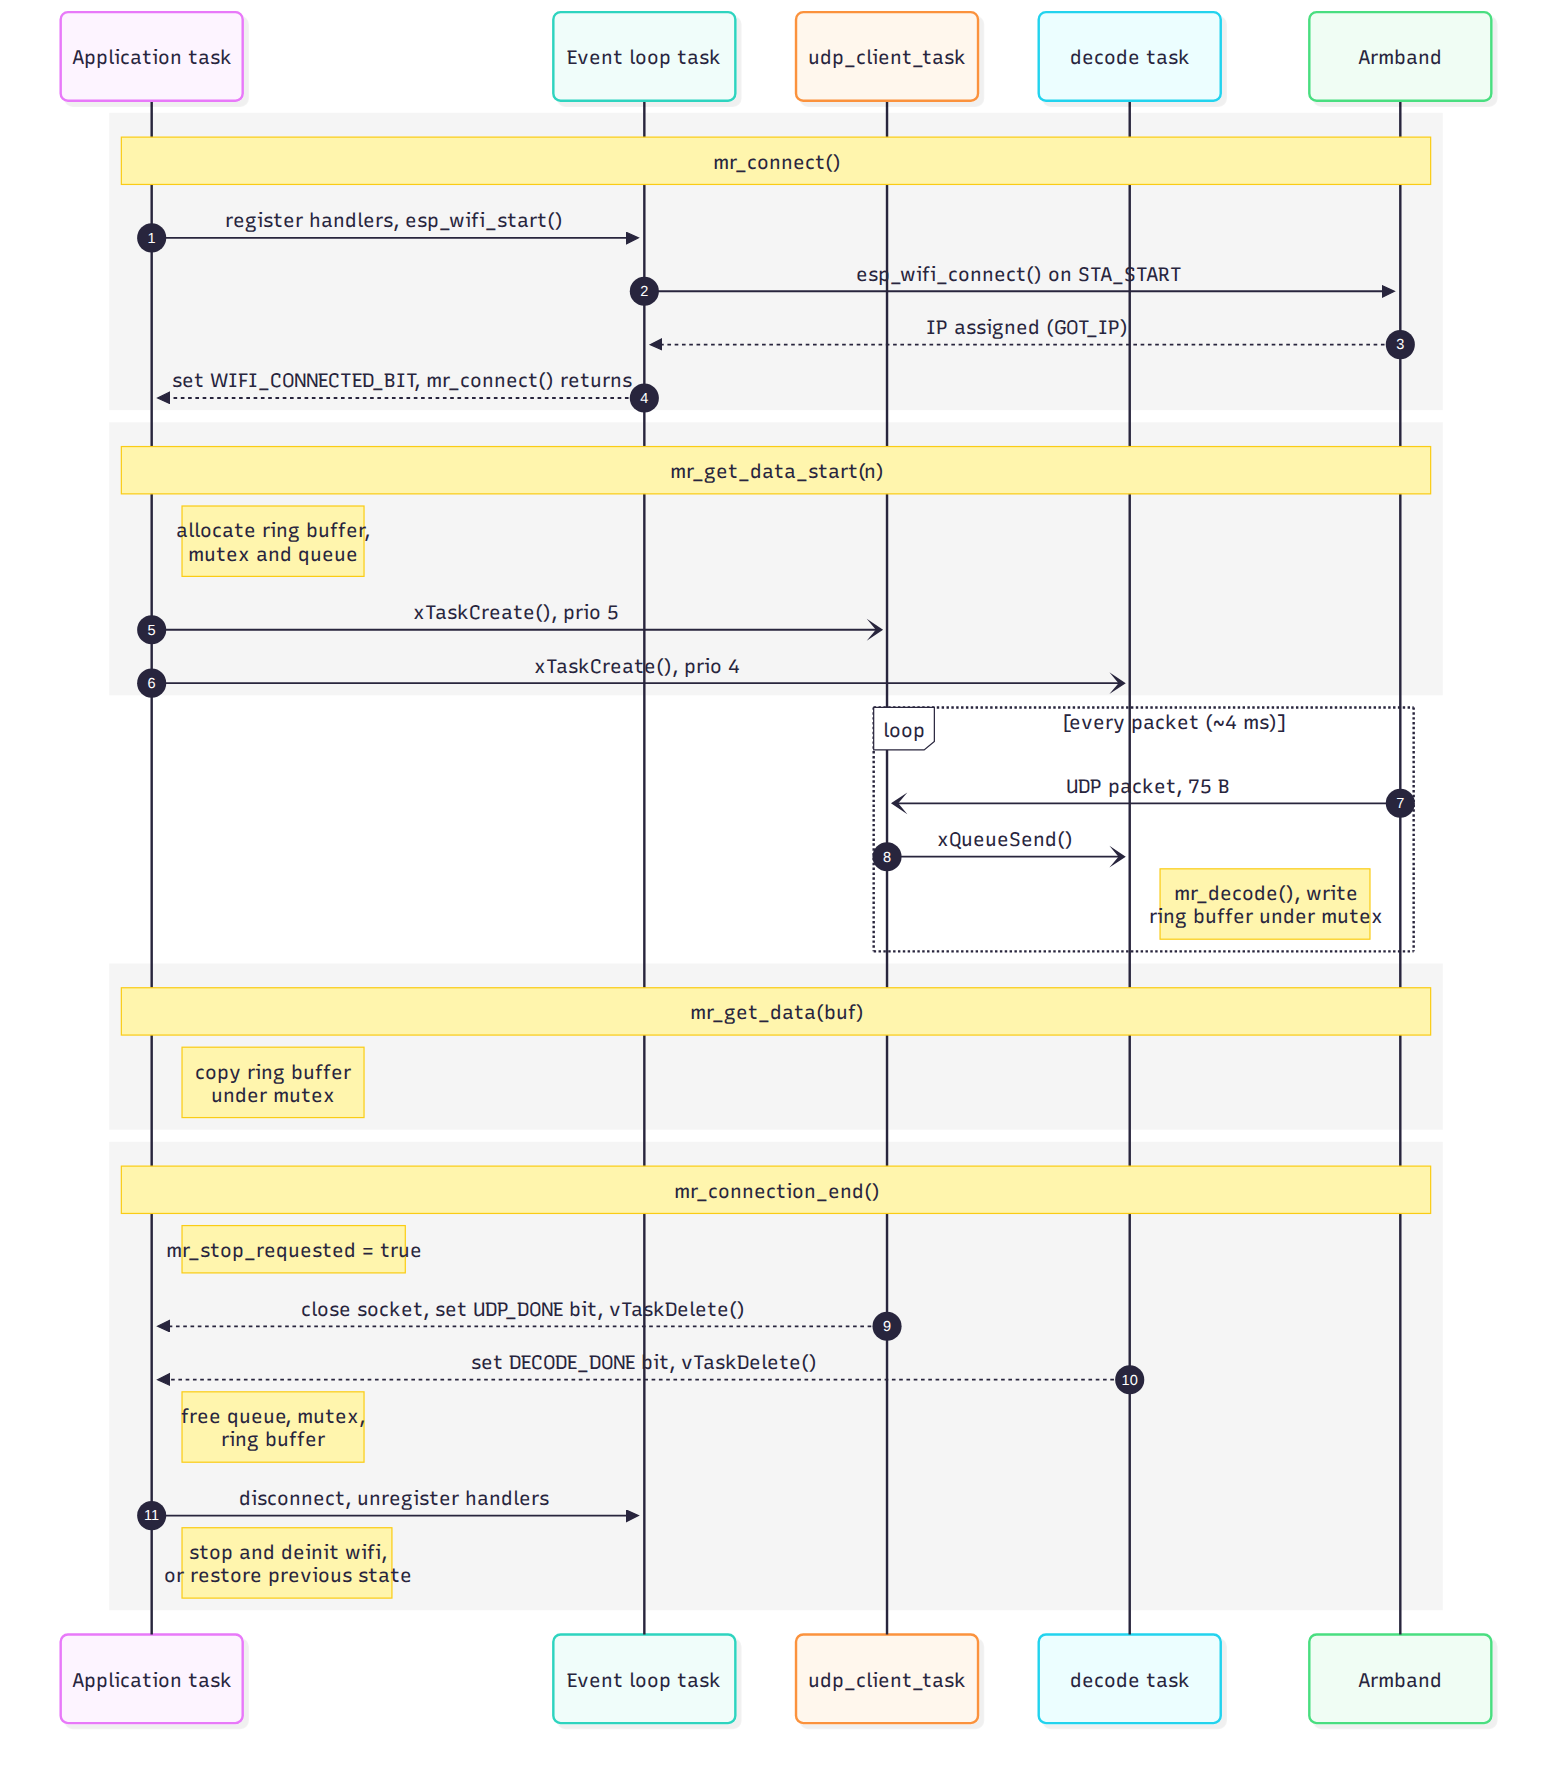 Application task
Event loop task
udp_client_task
decode task
Armband
mr_connect()
register handlers, esp_wifi_start()
1
esp_wifi_connect() on STA_START
2
IP assigned (GOT_IP)
3
set WIFI_CONNECTED_BIT, mr_connect() returns
4
mr_get_data_start(n)
allocate ring buffer,
mutex and queue
xTaskCreate(), prio 5
5
xTaskCreate(), prio 4
6
loop
[every packet (~4 ms)]
UDP packet, 75 B
7
xQueueSend()
8
mr_decode(), write
ring buffer under mutex
mr_get_data(buf)
copy ring buffer
under mutex
mr_connection_end()
mr_stop_requested = true
close socket, set UDP_DONE bit, vTaskDelete()
9
set DECODE_DONE bit, vTaskDelete()
10
free queue, mutex,
ring buffer
disconnect, unregister handlers
11
stop and deinit wifi,
or restore previous state
Application task
Event loop task
udp_client_task
decode task
Armband